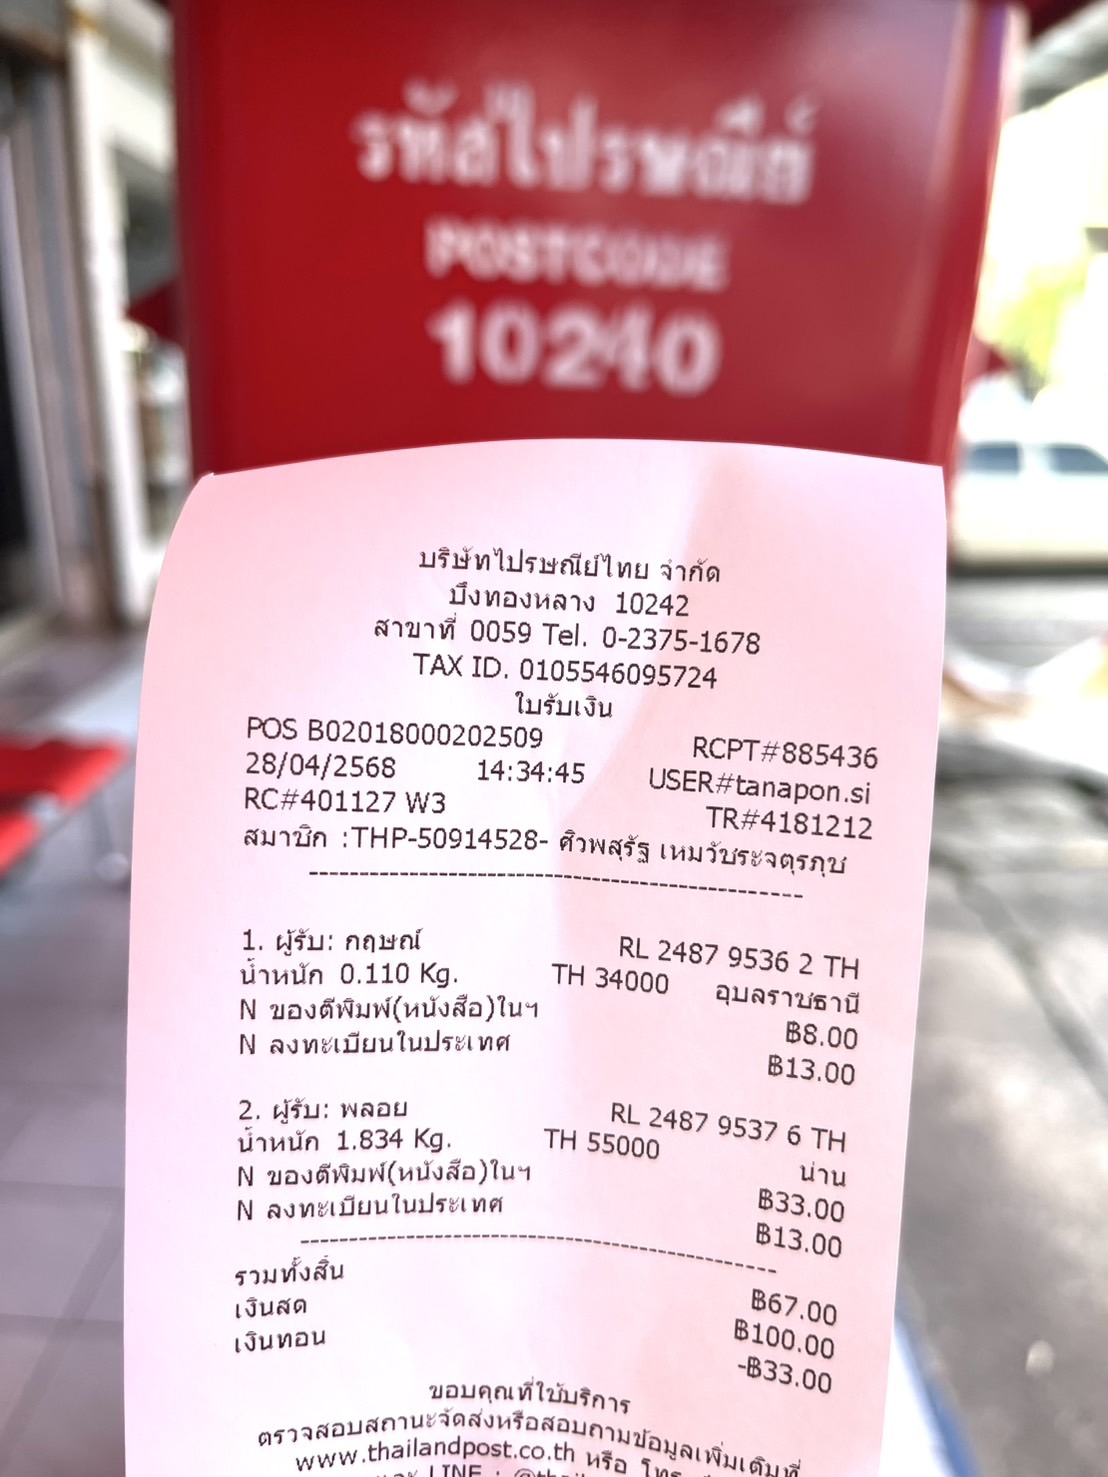 รหัสไปรษณีย์
POSTCODE
10240
บริษัทไปรษณีย์ไทย จำกัด
บึงทองหลาง 10242
สาขาที่ 0059 Tel. 0-2375-1678
TAX ID. 0105546095724
ใบรับเงิน
POS B02018000202509 RCPT#885436
28/04/2568 14:34:45 USER#tanapon.si
RC#401127 W3 TR#4181212
สมาชิก :THP-50914528- ศิวพสุรัฐ เหมวัชระจตุรภุช
1. ผู้รับ: กฤษณ์ RL 2487 9536 2 TH
น้ำหนัก 0.110 Kg. TH 34000 อุบลราชธานี
N ของตีพิมพ์(หนังสือ)ในฯ ฿8.00
N ลงทะเบียนในประเทศ ฿13.00
2. ผู้รับ: พลอย RL 2487 9537 6 TH
น้ำหนัก 1.834 Kg. TH 55000 น่าน
N ของตีพิมพ์(หนังสือ)ในฯ ฿33.00
N ลงทะเบียนในประเทศ ฿13.00
รวมทั้งสิ้น ฿67.00
เงินสด ฿100.00
เงินทอน -฿33.00
ขอบคุณที่ใช้บริการ
ตรวจสอบสถานะจัดส่งหรือสอบถามข้อมูลเพิ่มเติมที่
www.thailandpost.co.th หรือ
LINE :